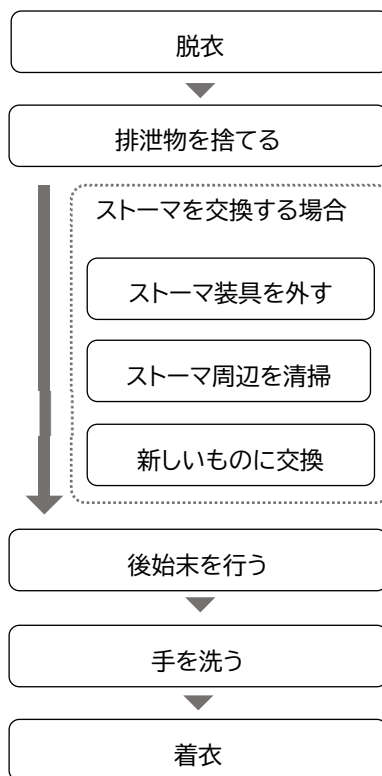 脱衣
排泄物を捨てる
ストーマを交換する場合
ストーマ装具を外す
ストーマ周辺を清掃
新しいものに交換
後始末を行う
手を洗う
着衣